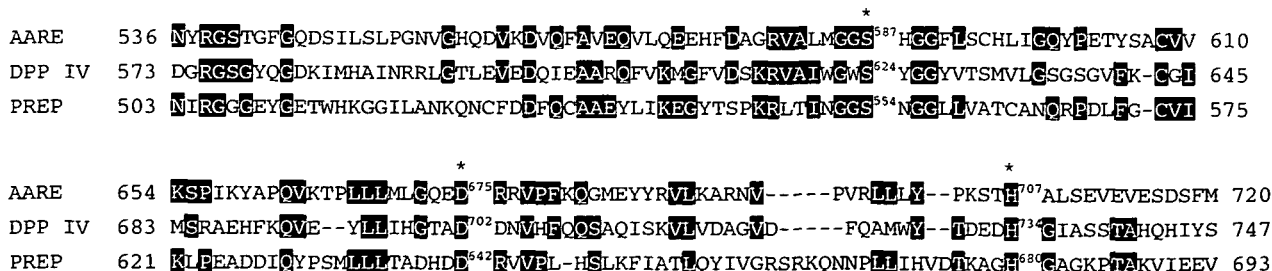 *
AARE 536 NYRGSTGFGQDSILSLPGNVGHQDVKDVQFAVEQVLQEEHFDAGRVALMGGS⁵⁸⁷HGGFLSCHLIGQYPETYSACVV 610
DPP IV 573 DGRGSGYQGDKIMHAINRRLGTLEVEDQIEAARQFVKMGFVDSKRVAIWGWS⁶²⁴YGGYVTSMVLGSGSGVFK-CGI 645
PREP 503 NIRGGGEYGETWHKGGILANKQNCFDDFQCAAEYLIKEGYTSPKRLTINGGS⁵⁵⁴NGGLLVATCANQRPDLFG-CVI 575
* *
AARE 654 KSPIKYAPQVKTPLLLMLGQED⁶⁷⁵RRVPFKQGMEYYRVLKARNV-----PVRLLLY--PKSTH⁷⁰⁷ALSEVEVESDSFM 720
DPP IV 683 MSRAEHFKQVE--YLLIHGTAD⁷⁰²DNVHFQQSAQISKVLVDAGVD-----FQAMWY--TDEDH⁷³⁴GIASSTAHQHIYS 747
PREP 621 KLPEADDIQYPSMLLLTADHDD⁶⁴²RVVPL-HSLKFIATLQYIVGRSRKQNNPLLIHVDTKAGH⁶⁸⁰GAGKPTAKVIEEV 693